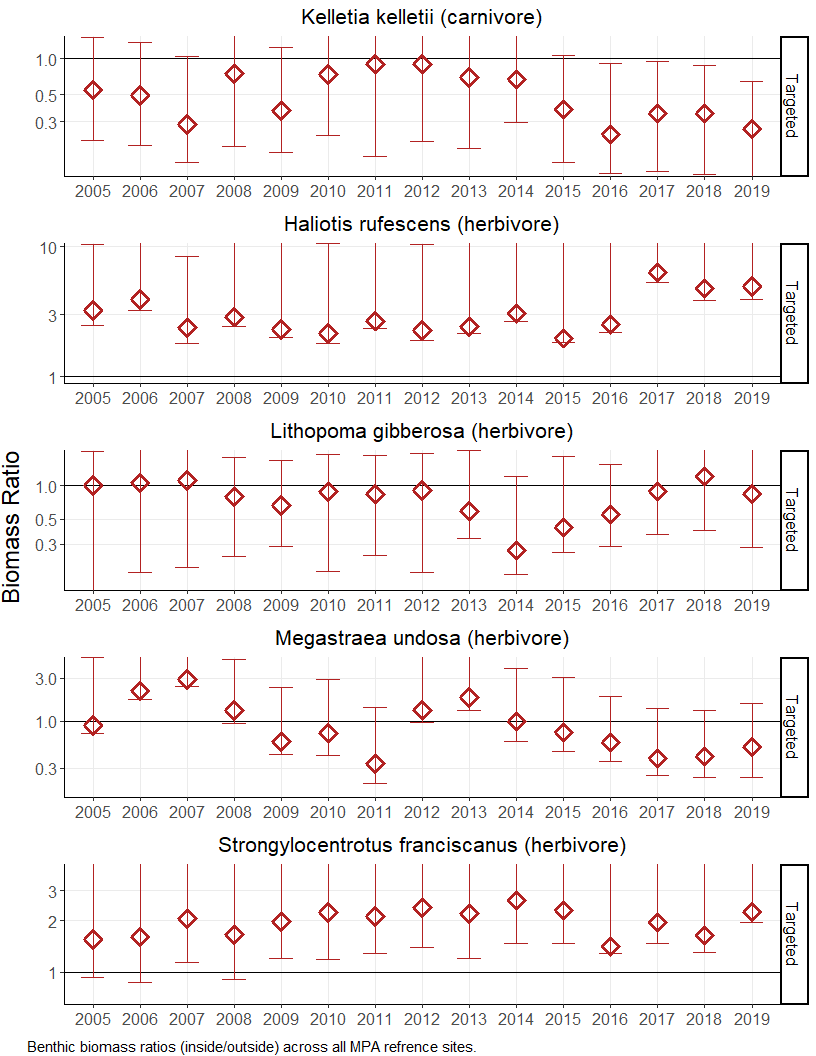 Kelletia kelletii (carnivore)
1.0
0.5
0.3
Targeted
2005 2006 2007 2008 2009 2010 2011 2012 2013 2014 2015 2016 2017 2018 2019
Haliotis rufescens (herbivore)
10
3
1
Targeted
2005 2006 2007 2008 2009 2010 2011 2012 2013 2014 2015 2016 2017 2018 2019
Biomass Ratio
Lithopoma gibberosa (herbivore)
1.0
0.5
0.3
Targeted
2005 2006 2007 2008 2009 2010 2011 2012 2013 2014 2015 2016 2017 2018 2019
Megastraea undosa (herbivore)
3.0
1.0
0.3
Targeted
2005 2006 2007 2008 2009 2010 2011 2012 2013 2014 2015 2016 2017 2018 2019
Strongylocentrotus franciscanus (herbivore)
3
2
1
Targeted
2005 2006 2007 2008 2009 2010 2011 2012 2013 2014 2015 2016 2017 2018 2019
Benthic biomass ratios (inside/outside) across all MPA refrence sites.